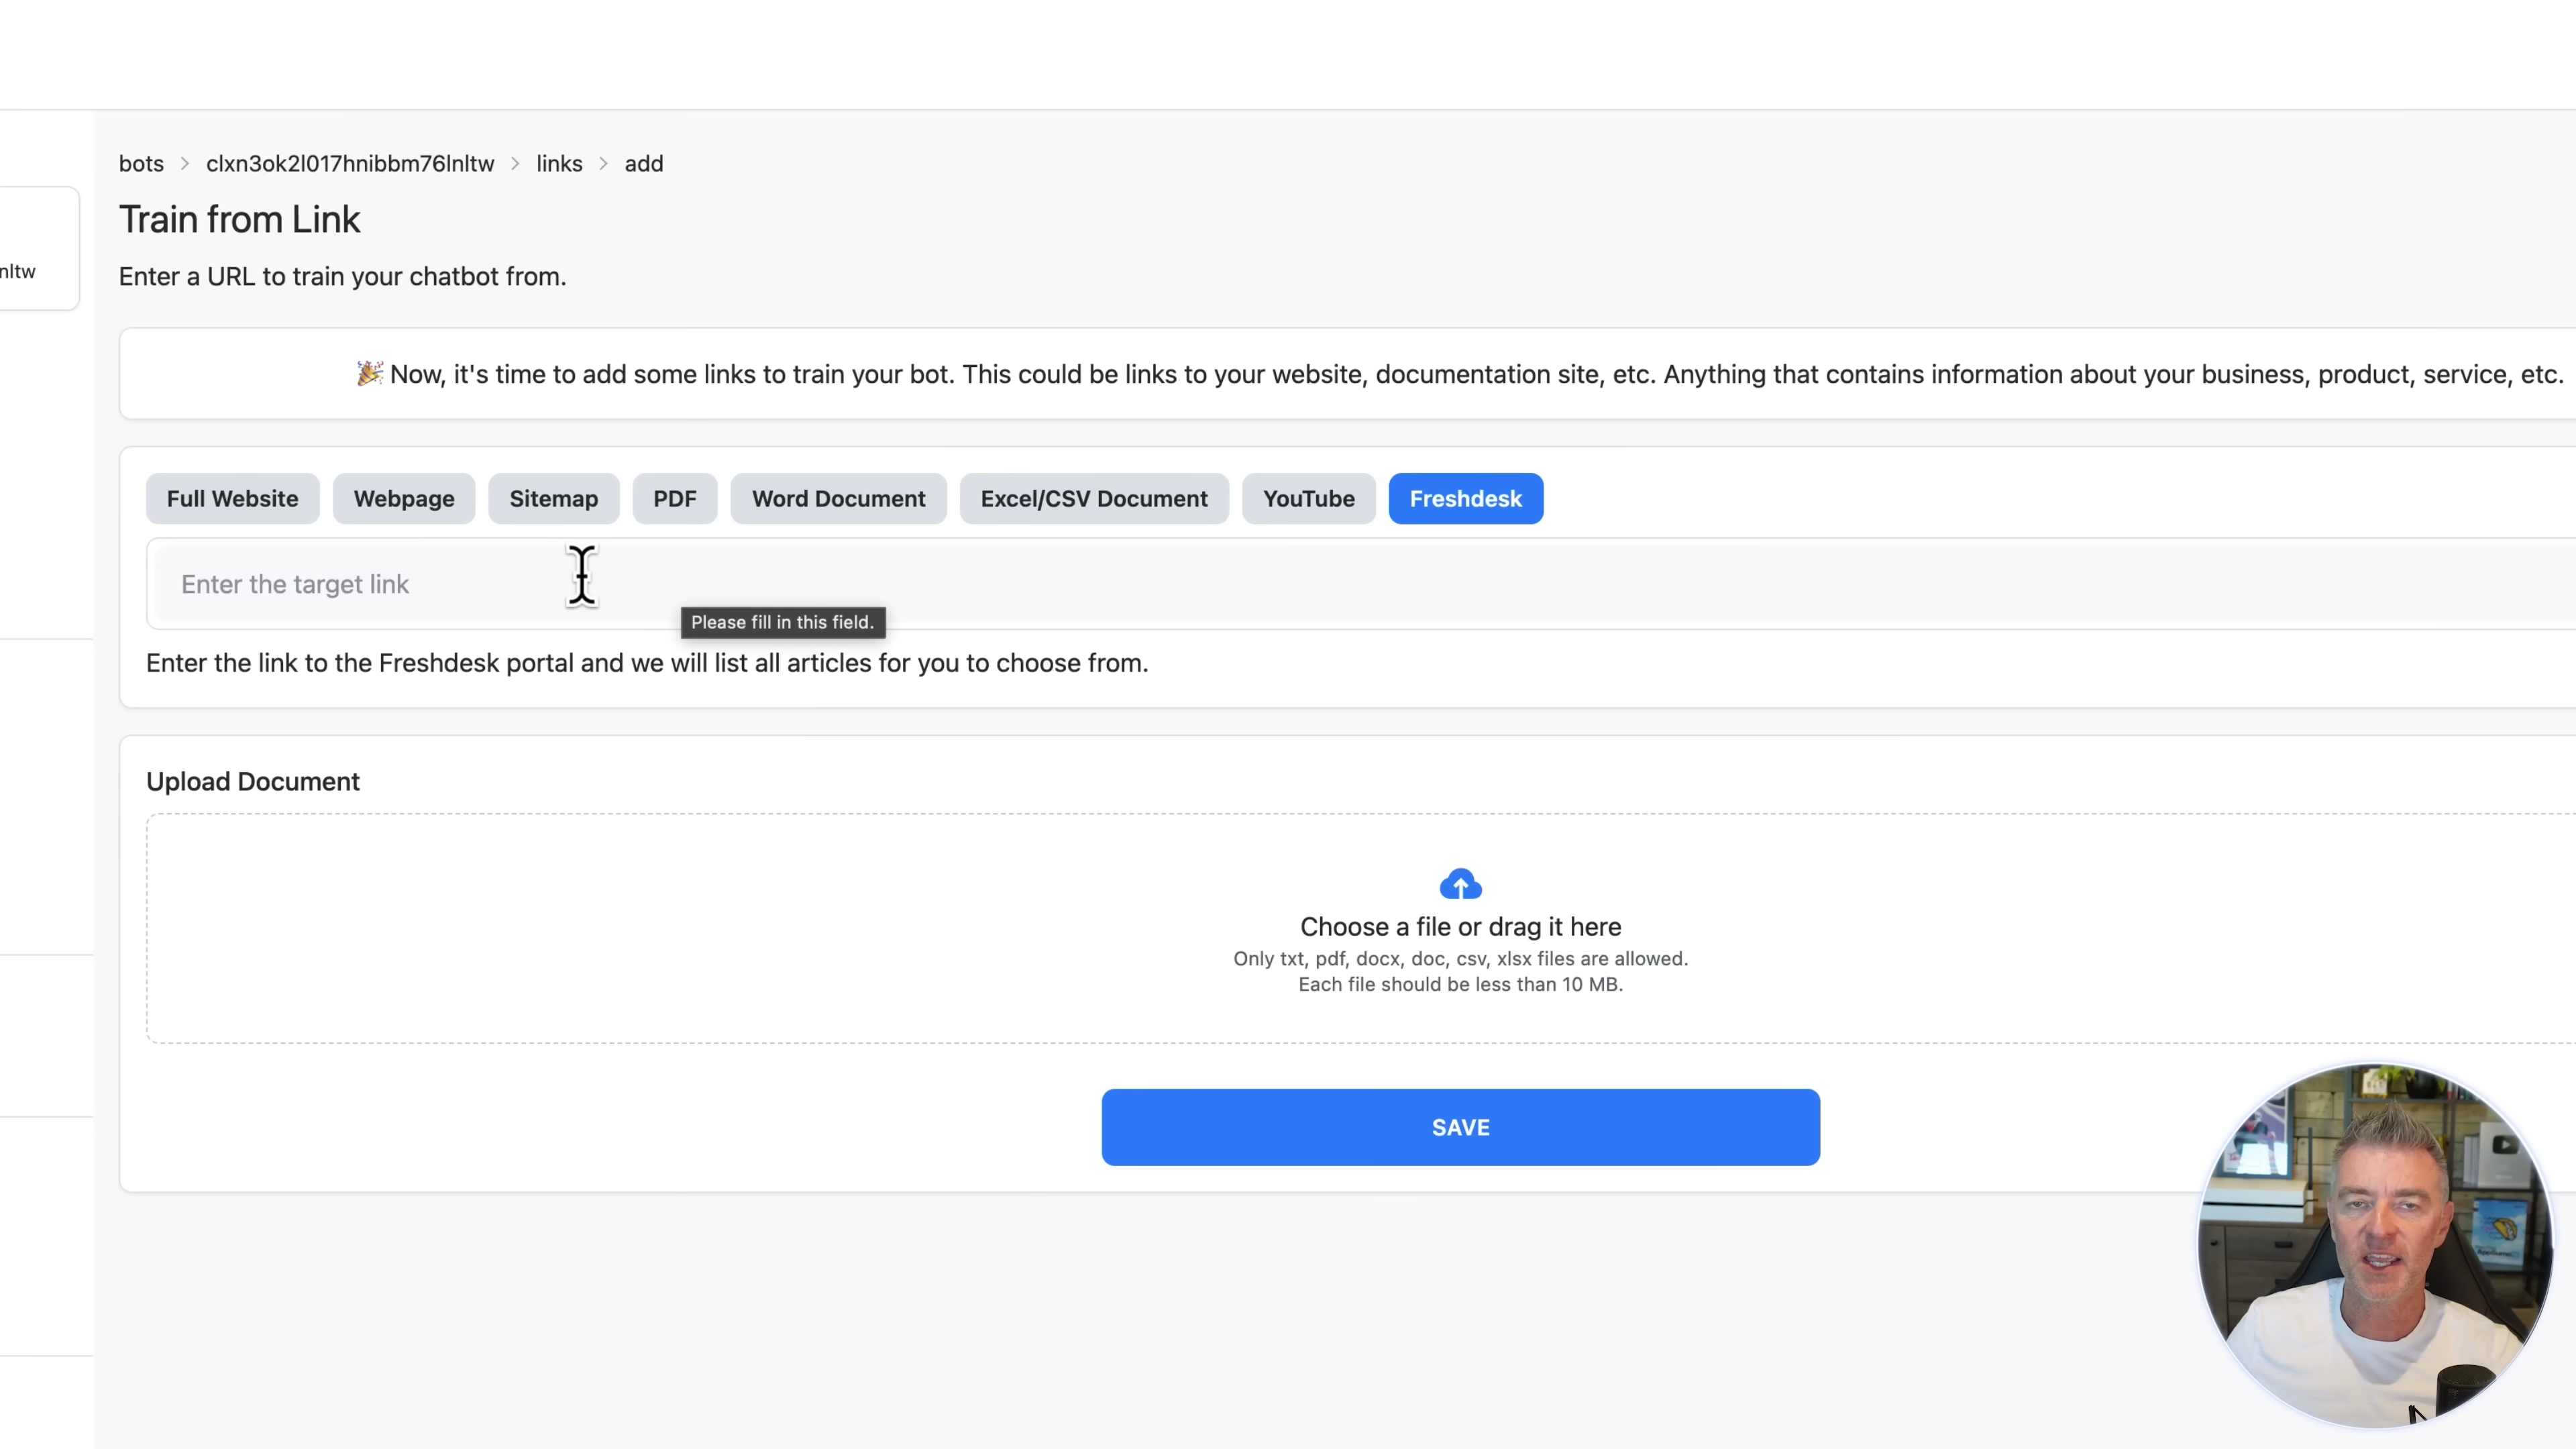 bots > clxn3ok2l017hnibbm76lnltw > links > add
Train from Link
nltw
Enter a URL to train your chatbot from.
🎉 Now, it's time to add some links to train your bot. This could be links to your website, documentation site, etc. Anything that contains information about your business, product, service, etc.
Full Website Webpage Sitemap PDF Word Document Excel/CSV Document YouTube Freshdesk
Enter the target link
Please fill in this field.
Enter the link to the Freshdesk portal and we will list all articles for you to choose from.
Upload Document
Choose a file or drag it here
Only txt, pdf, docx, doc, csv, xlsx files are allowed.
Each file should be less than 10 MB.
SAVE